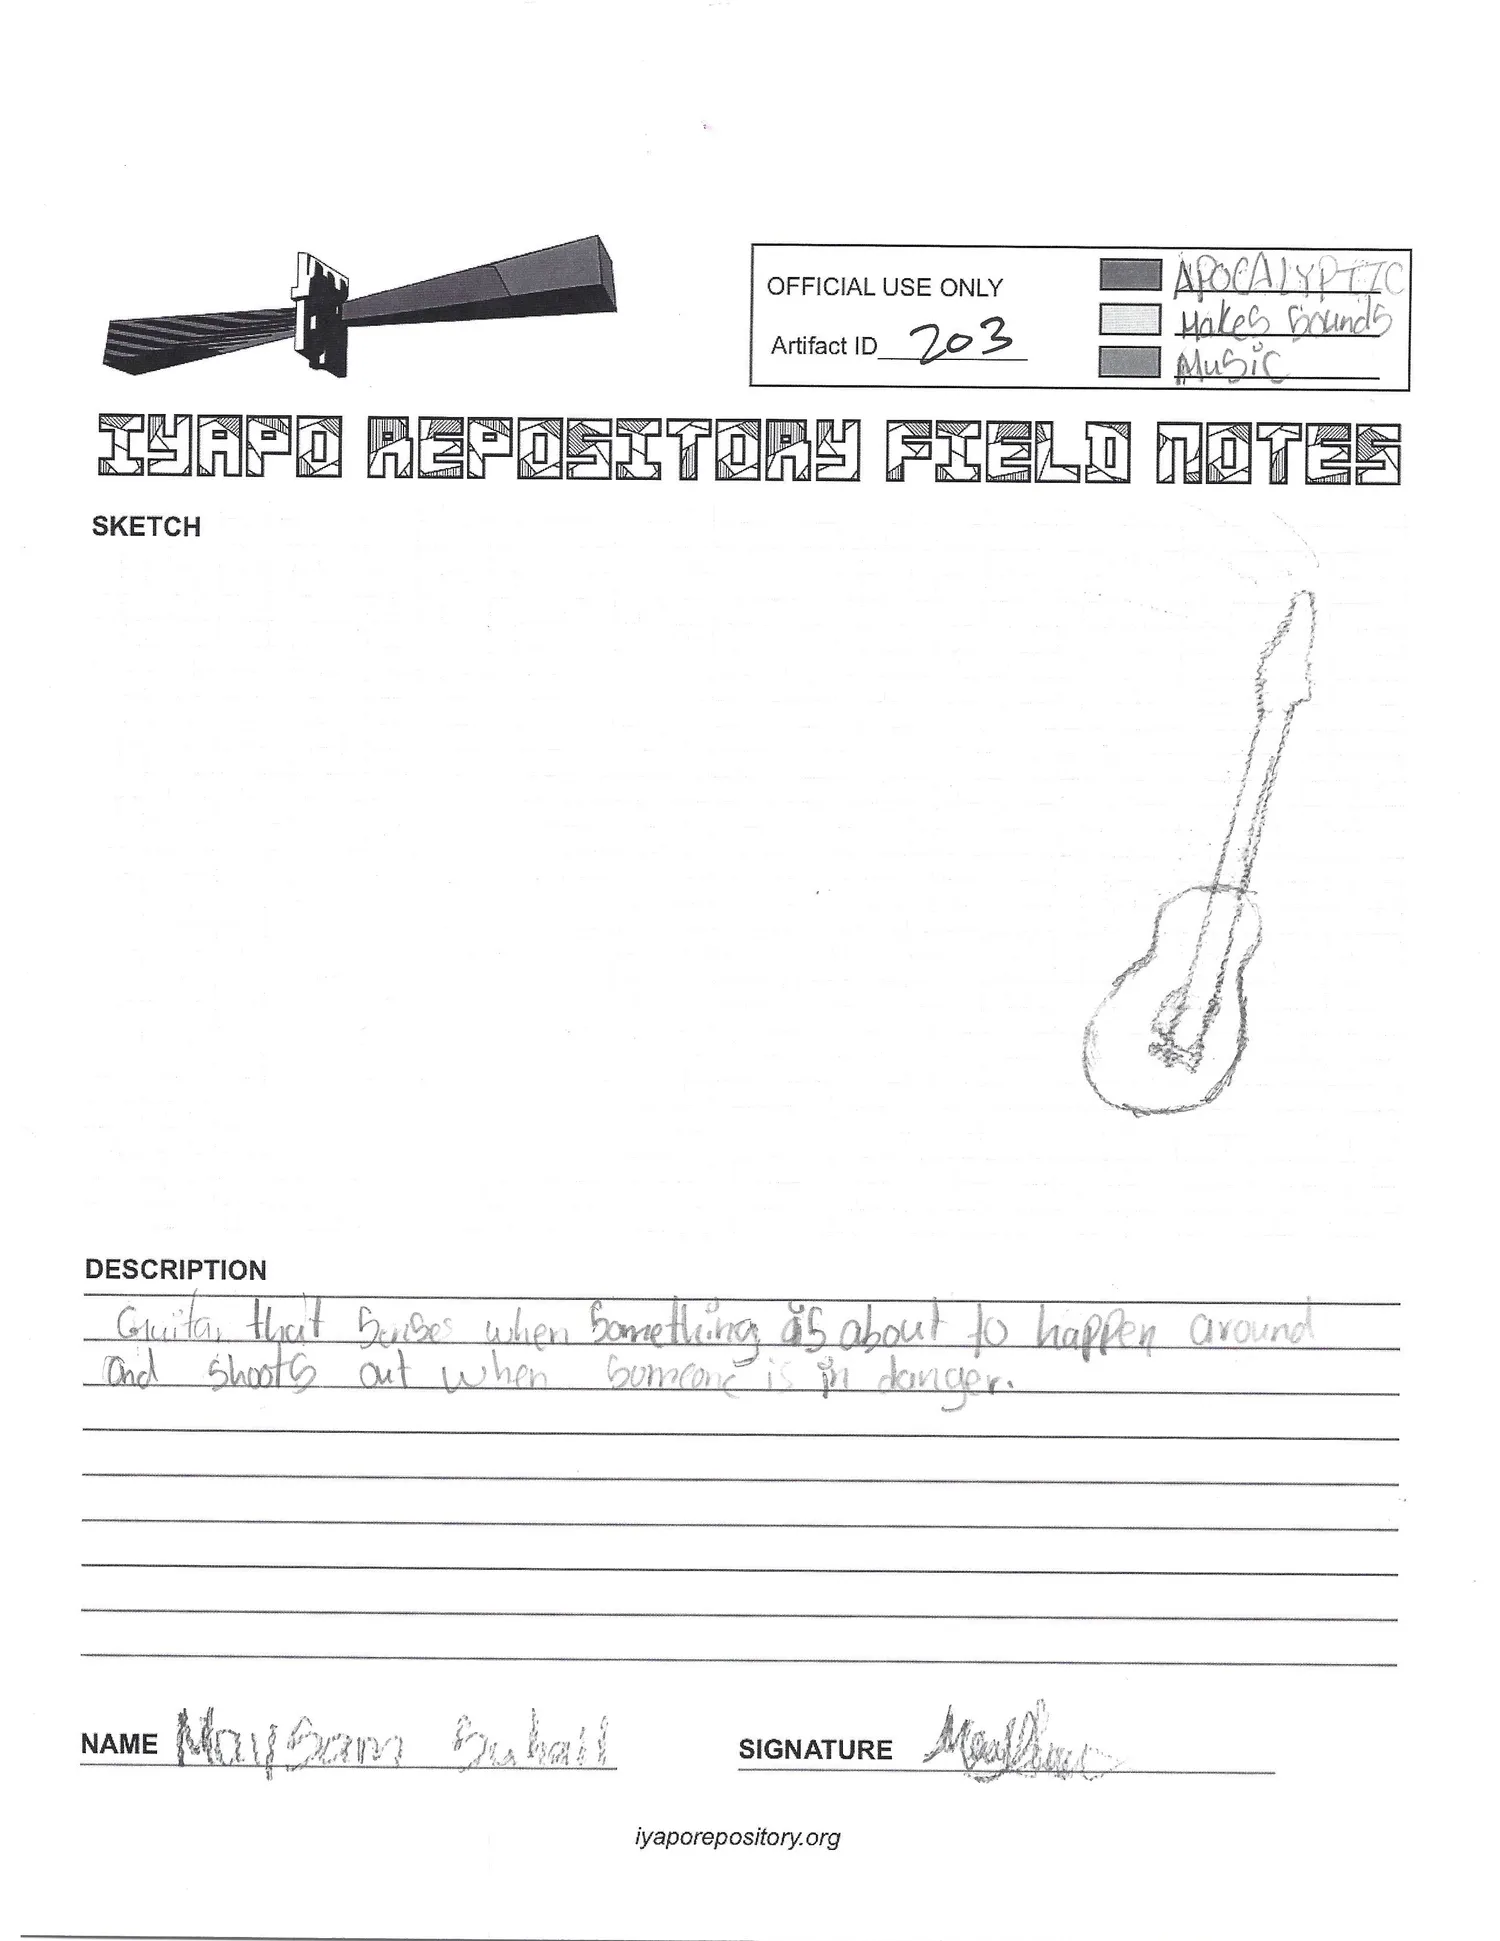 OFFICIAL USE ONLY
Artifact ID 203
APOCALYPTIC
Makes Sounds
Music
IYAPO REPOSITORY FIELD NOTES
SKETCH
DESCRIPTION
Guitar that senses when something is about to happen around
and shoots out when someone is in danger.
NAME Maysam Suhail
SIGNATURE
iyaporepository.org